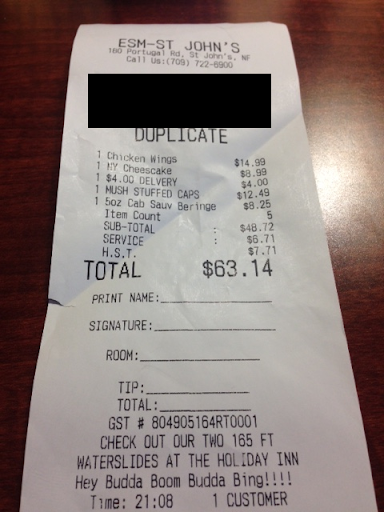 ESM-ST JOHN'S
160 Portugal Rd, St John's, NF
Call Us:(709) 722-6900
DUPLICATE
1 Chicken Wings $14.99
1 NY Cheescake $8.99
1 $4.00 DELVERY $4.00
1 MUSH STUFFED CAPS $12.49
1 5oz Cab Sauv Beringe $8.25
Item Count 5
SUB-TOTAL : $48.72
SERVICE : $6.71
H.S.T. $7.71
TOTAL $63.14
PRINT NAME:
SIGNATURE:
ROOM:
TIP:
TOTAL:
GST # 804905164RT0001
CHECK OUT OUR TWO 165 FT
WATERSLIDES AT THE HOLIDAY INN
Hey Budda Boom Budda Bing!!!!
Time: 21:08 1 CUSTOMER